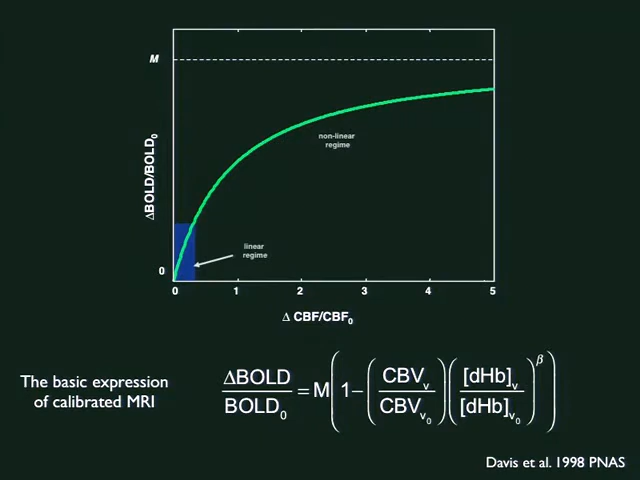 M
ΔBOLD/BOLD₀
non-linear
regime
linear
regime
0
0 1 2 3 4 5
Δ CBF/CBF₀
The basic expression
of calibrated MRI
ΔBOLD/BOLD₀ = M(1−(CBVᵥ/CBVᵥ₀)([dHb]ᵥ/[dHb]ᵥ₀)^β)
Davis et al. 1998 PNAS